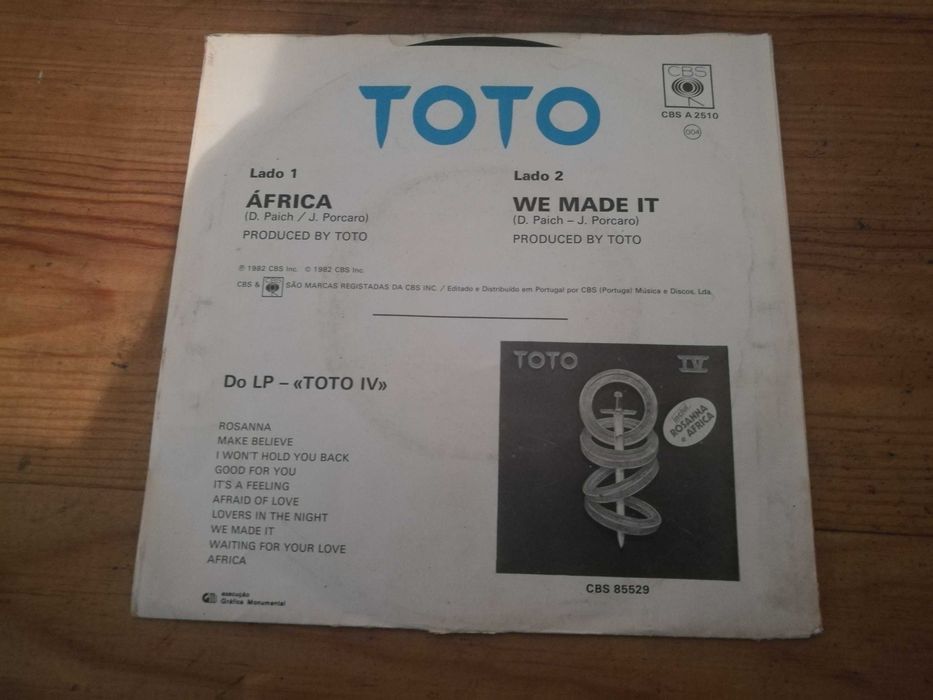 TOTO
CBS
CBS A 2510
004
Lado 1
ÁFRICA
(D. Paich / J. Porcaro)
PRODUCED BY TOTO
Lado 2
WE MADE IT
(D. Paich – J. Porcaro)
PRODUCED BY TOTO
℗ 1982 CBS Inc. © 1982 CBS Inc.
CBS & CBS SÃO MARCAS REGISTADAS DA CBS INC. / Editado e Distribuído em Portugal por CBS (Portugal) Música e Discos, Lda.
Do LP – «TOTO IV»
ROSANNA
MAKE BELIEVE
I WON'T HOLD YOU BACK
GOOD FOR YOU
IT'S A FEELING
AFRAID OF LOVE
LOVERS IN THE NIGHT
WE MADE IT
WAITING FOR YOUR LOVE
AFRICA
TOTO IV
inclui:
ROSANNA
e AFRICA
CBS 85529
execução
Gráfica Monumental